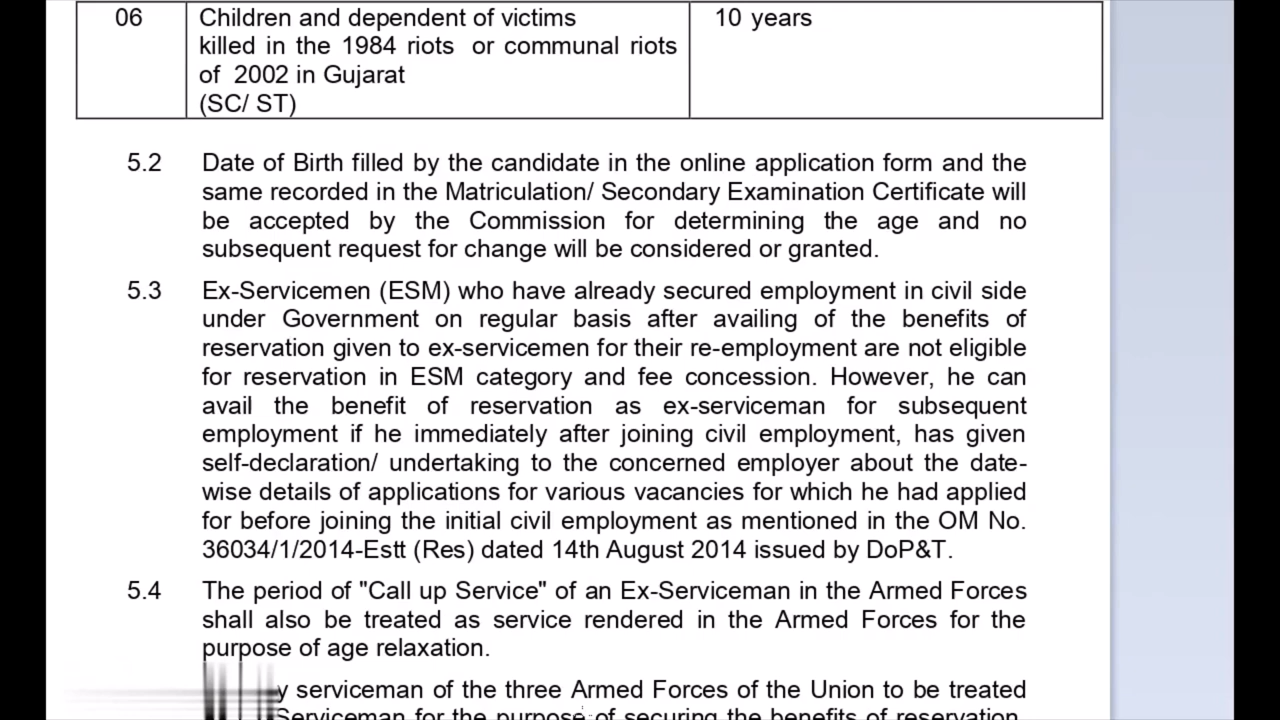 06 Children and dependent of victims 10 years
killed in the 1984 riots or communal riots
of 2002 in Gujarat
(SC/ ST)
5.2 Date of Birth filled by the candidate in the online application form and the
same recorded in the Matriculation/ Secondary Examination Certificate will
be accepted by the Commission for determining the age and no
subsequent request for change will be considered or granted.
5.3 Ex-Servicemen (ESM) who have already secured employment in civil side
under Government on regular basis after availing of the benefits of
reservation given to ex-servicemen for their re-employment are not eligible
for reservation in ESM category and fee concession. However, he can
avail the benefit of reservation as ex-serviceman for subsequent
employment if he immediately after joining civil employment, has given
self-declaration/ undertaking to the concerned employer about the date-
wise details of applications for various vacancies for which he had applied
for before joining the initial civil employment as mentioned in the OM No.
36034/1/2014-Estt (Res) dated 14th August 2014 issued by DoP&T.
5.4 The period of "Call up Service" of an Ex-Serviceman in the Armed Forces
shall also be treated as service rendered in the Armed Forces for the
purpose of age relaxation.
serviceman of the three Armed Forces of the Union to be treated
Serviceman for the purpose of securing the benefits of reservation,